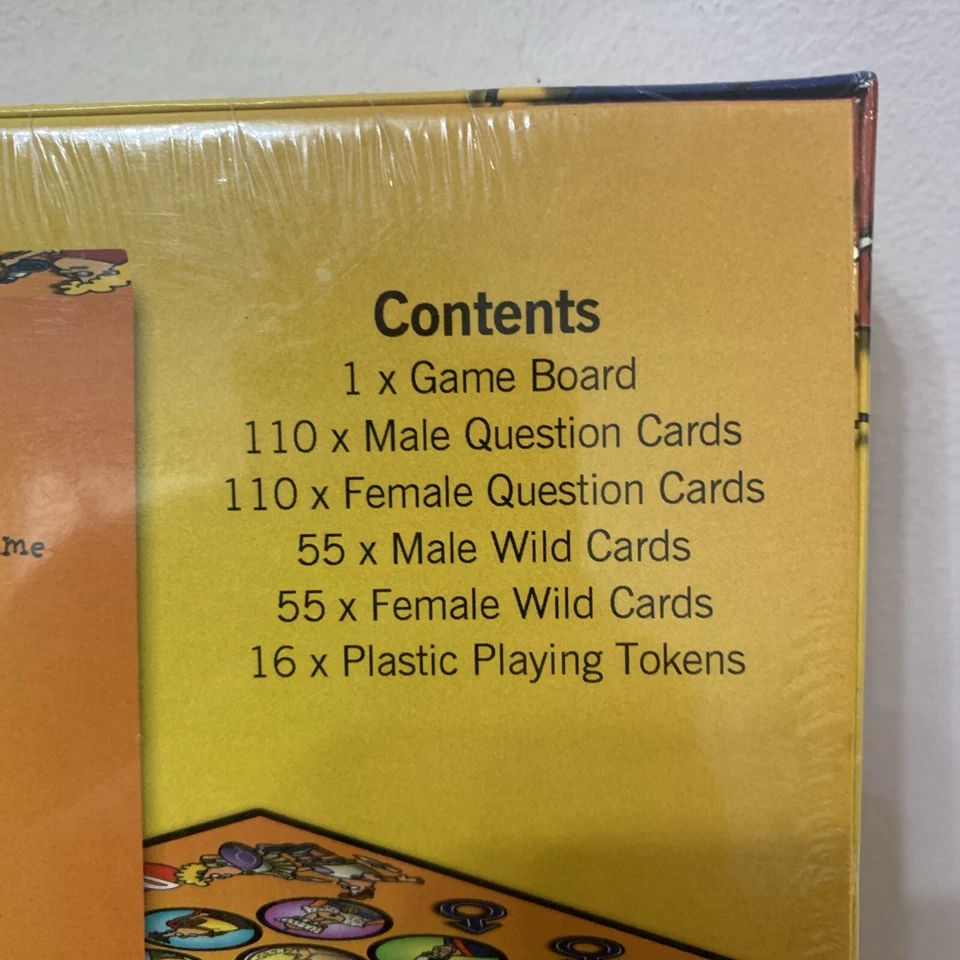 Contents
1 x Game Board
110 x Male Question Cards
110 x Female Question Cards
55 x Male Wild Cards
55 x Female Wild Cards
16 x Plastic Playing Tokens
me